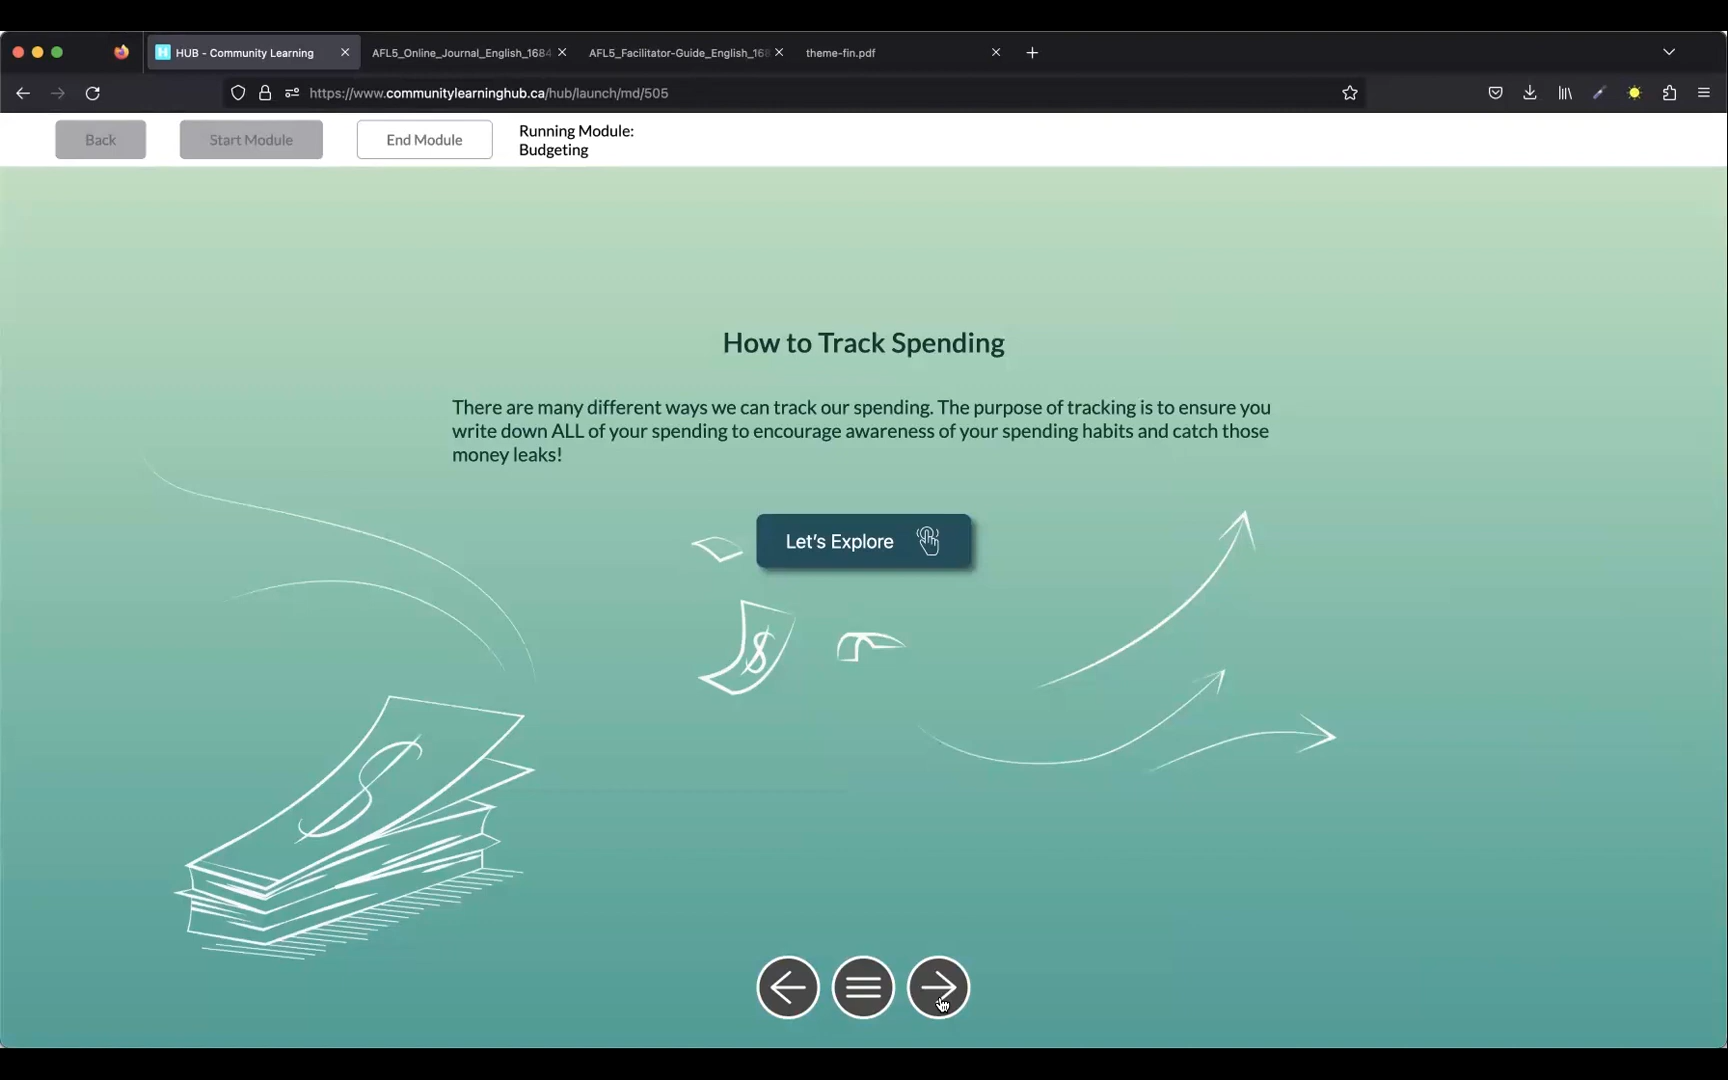 HUB - Community Learning
AFL5_Online_Journal_English_1684
AFL5_Facilitator-Guide_English_168
theme-fin.pdf
https://www.communitylearninghub.ca/hub/launch/md/505
Back
Start Module
End Module
Running Module:
Budgeting
How to Track Spending
There are many different ways we can track our spending. The purpose of tracking is to ensure you
write down ALL of your spending to encourage awareness of your spending habits and catch those
money leaks!
Let's Explore
$
$